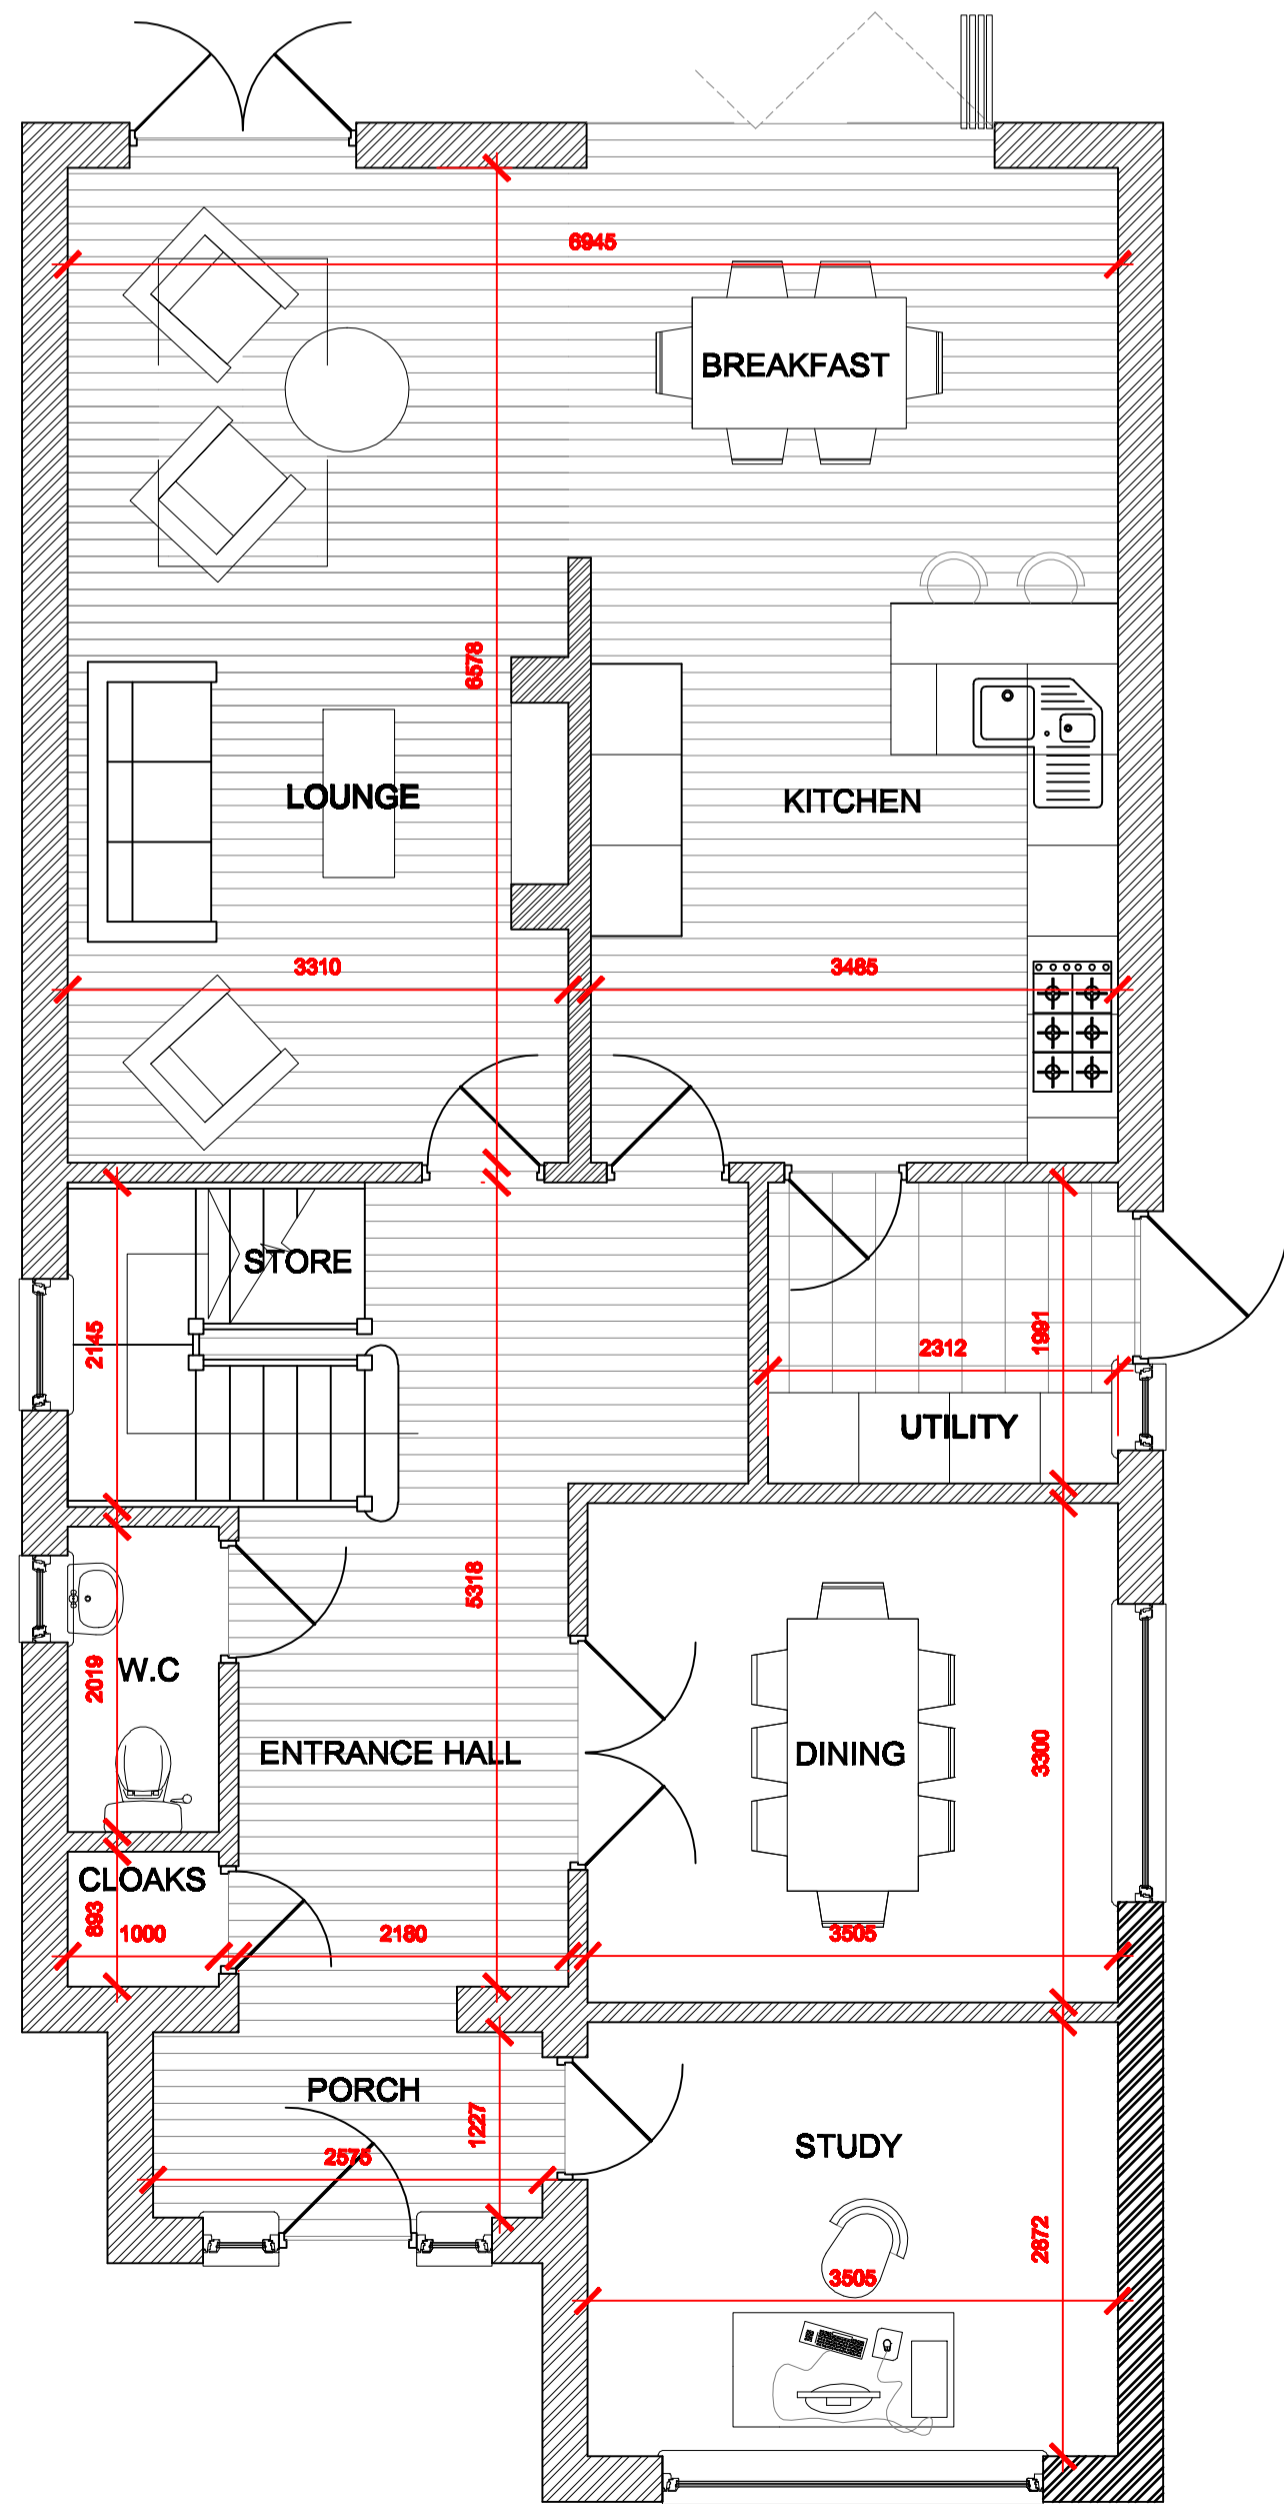 6945
BREAKFAST
6578
LOUNGE
KITCHEN
3310
3485
STORE
2145
1991
2312
UTILITY
5318
2019
W.C
ENTRANCE HALL
DINING
3300
CLOAKS
893
1000
2180
3505
PORCH
1227
STUDY
2575
2872
3505